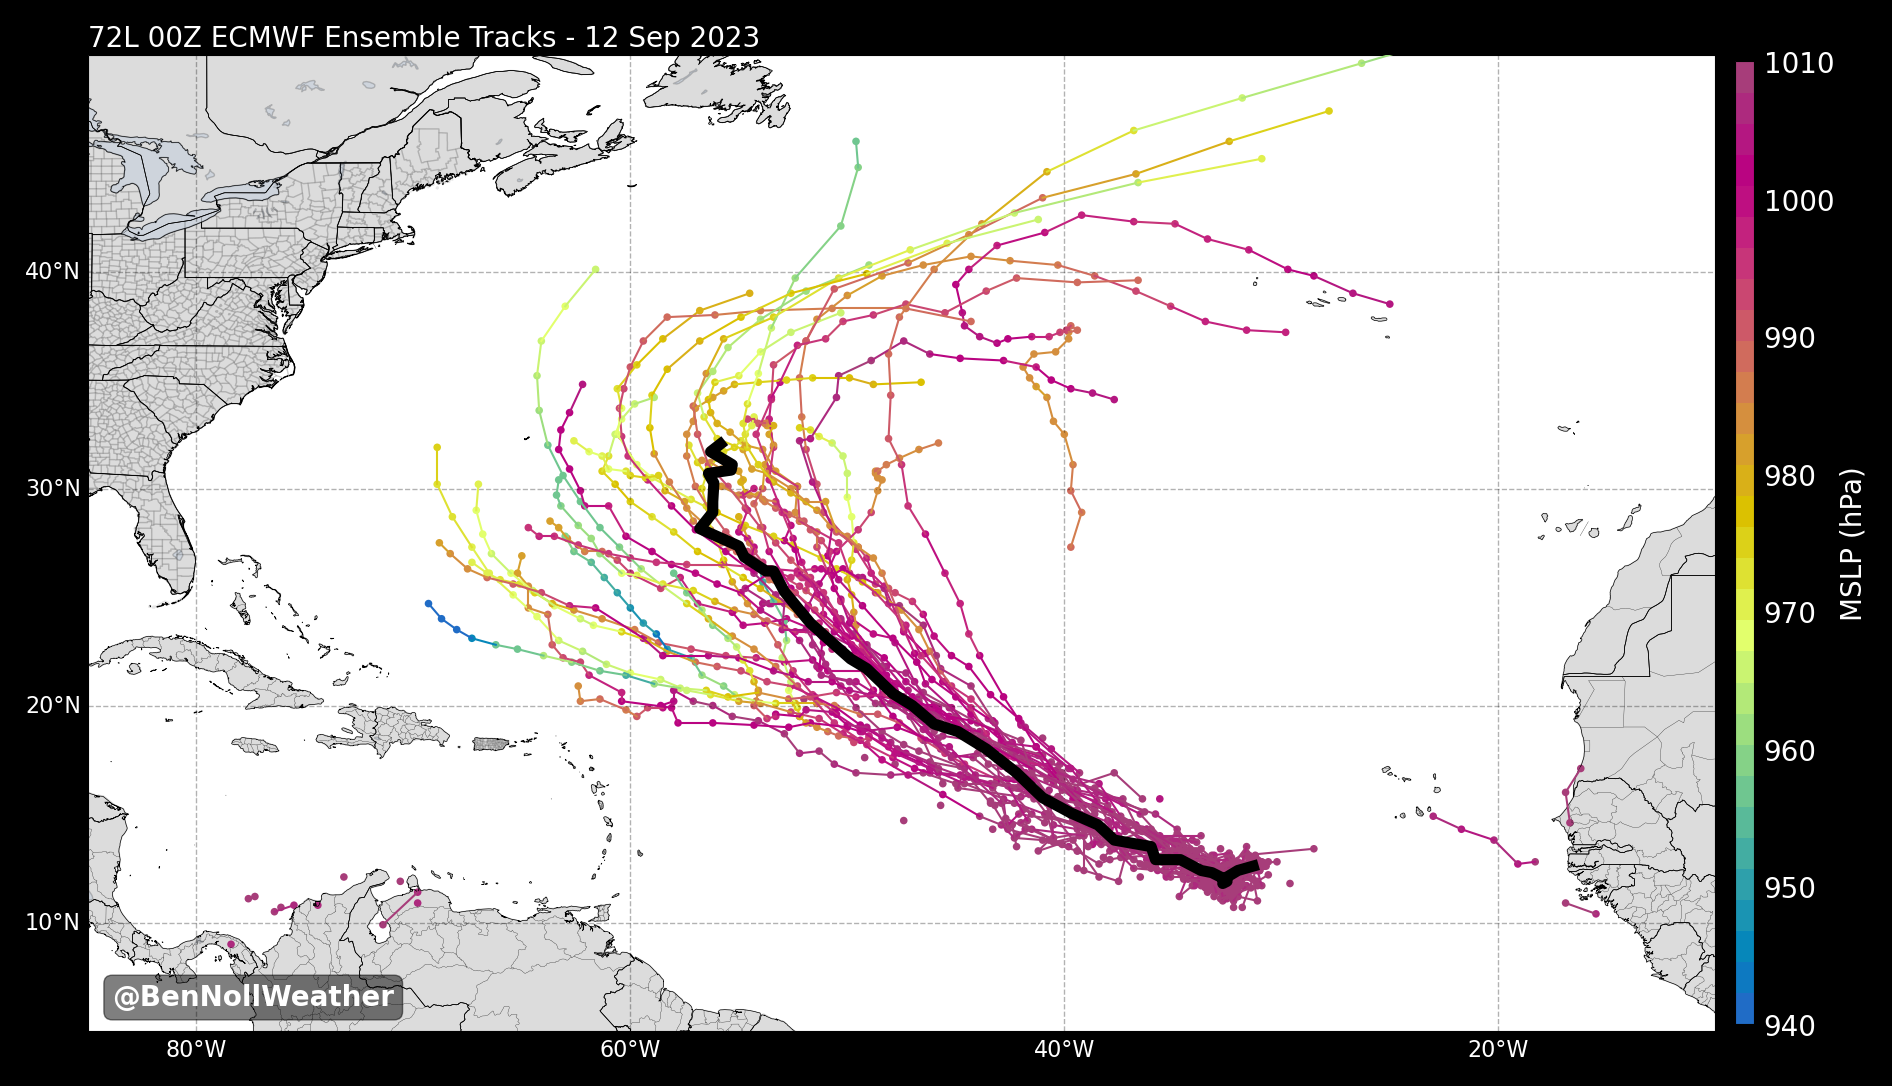 72L 00Z ECMWF Ensemble Tracks - 12 Sep 2023
1010
1000
990
980
970
960
950
940
MSLP (hPa)
40°N
30°N
20°N
10°N
80°W
60°W
40°W
20°W
@BenNollWeather